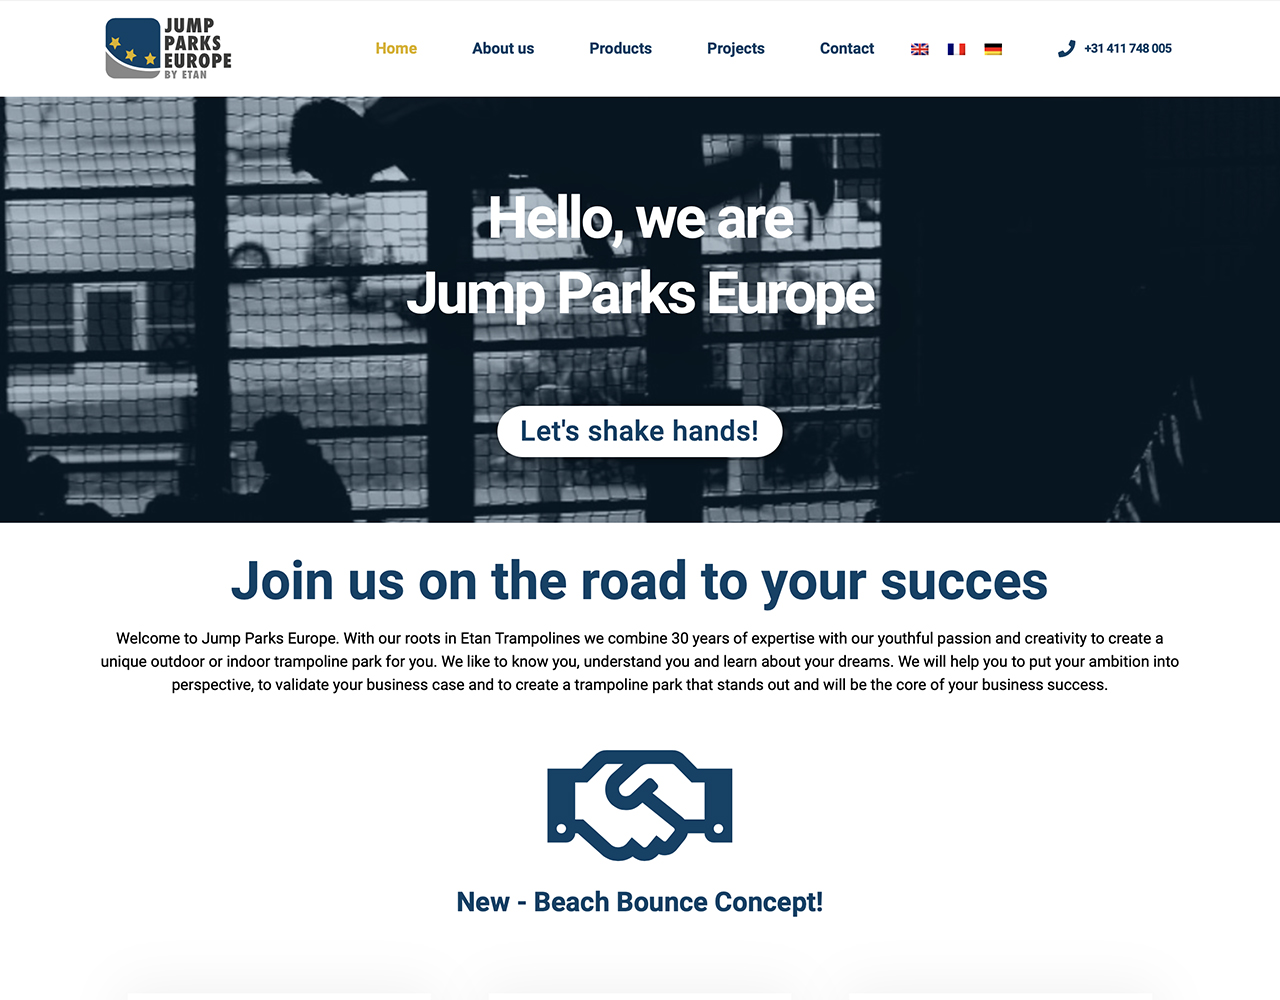 JUMP
PARKS
EUROPE
BY ETAN
Home
About us
Products
Projects
Contact
+31 411 748 005
Hello, we are
Jump Parks Europe
Let's shake hands!
Join us on the road to your succes
Welcome to Jump Parks Europe. With our roots in Etan Trampolines we combine 30 years of expertise with our youthful passion and creativity to create a
unique outdoor or indoor trampoline park for you. We like to know you, understand you and learn about your dreams. We will help you to put your ambition into
perspective, to validate your business case and to create a trampoline park that stands out and will be the core of your business success.
New - Beach Bounce Concept!